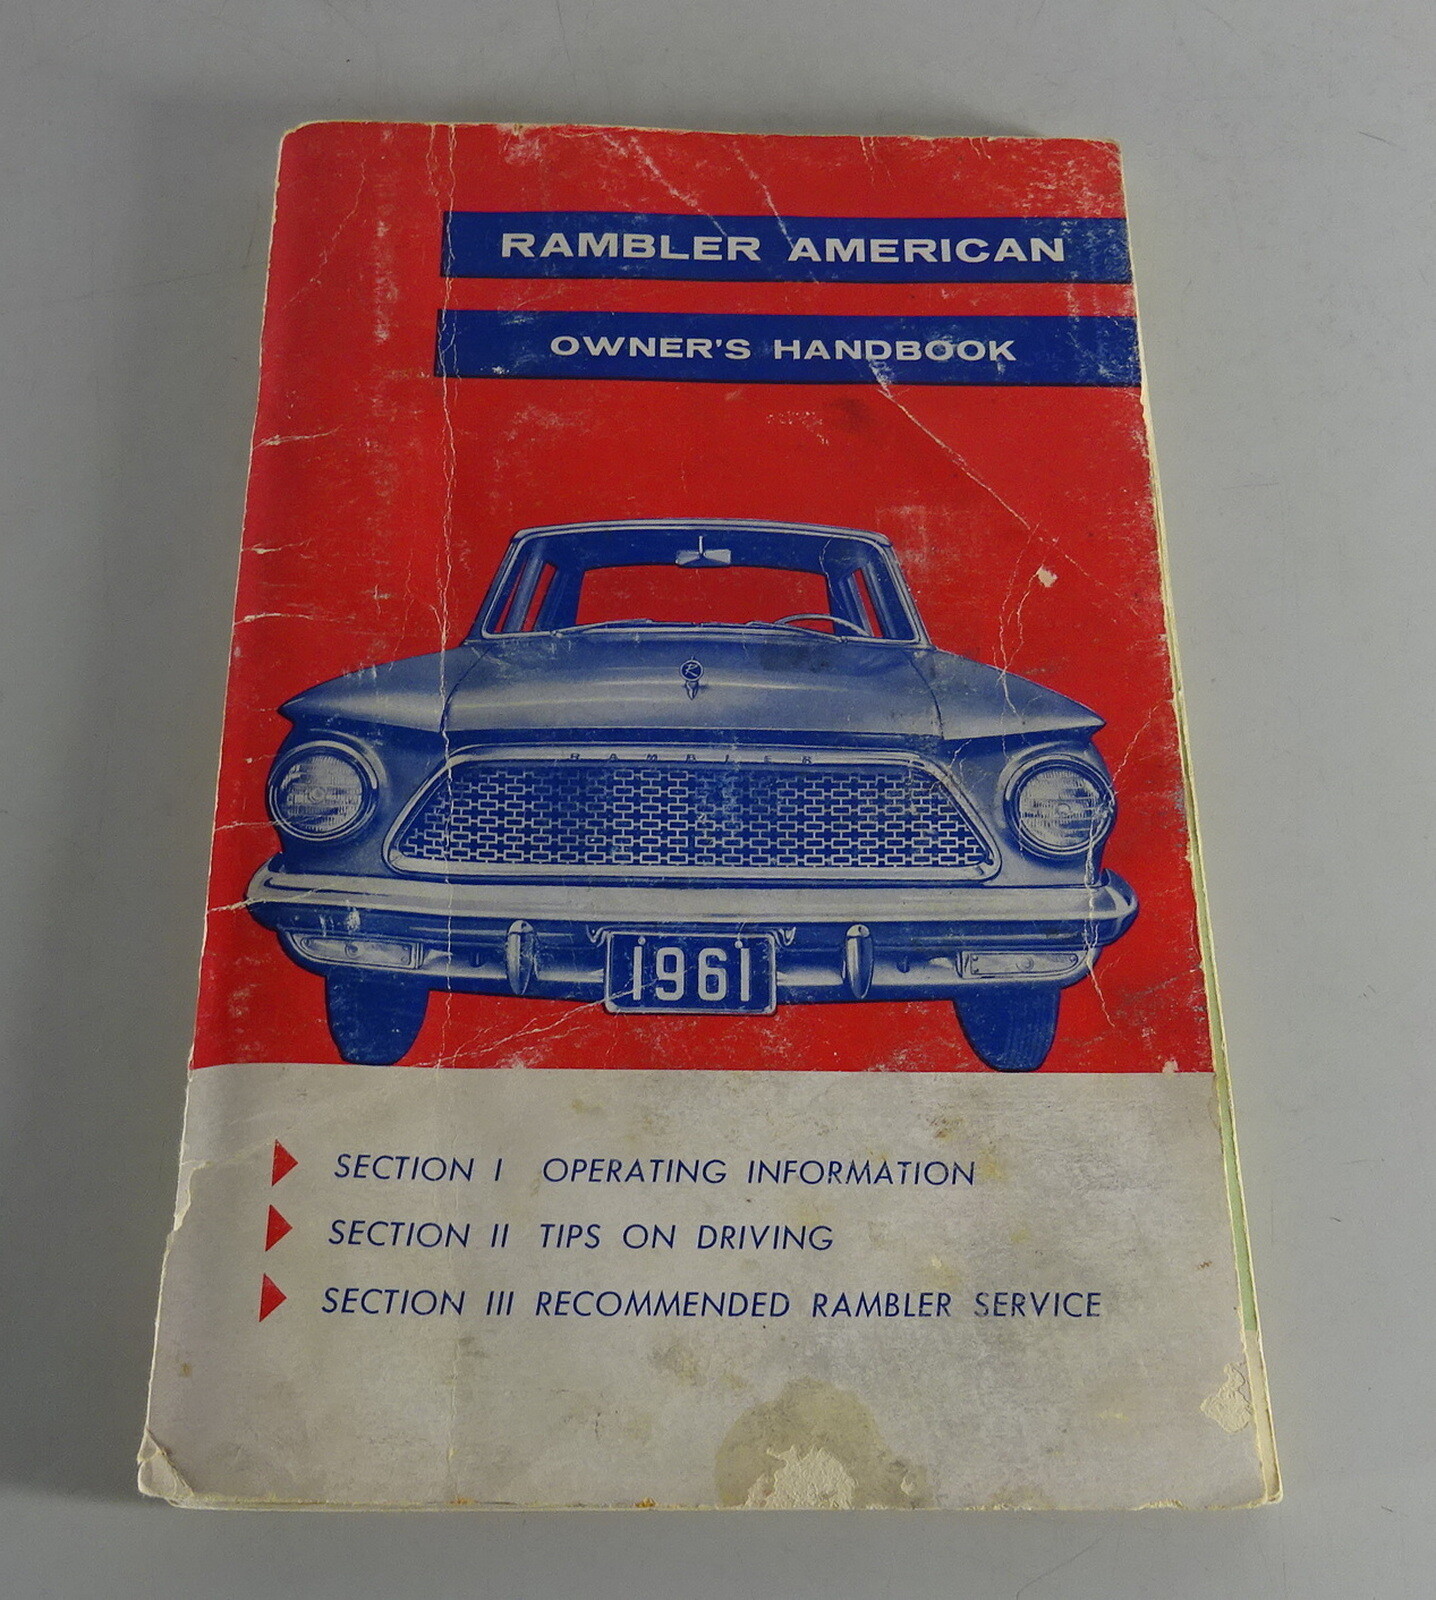 RAMBLER AMERICAN
OWNER'S HANDBOOK
R
RAMBLER
1961
SECTION I OPERATING INFORMATION
SECTION II TIPS ON DRIVING
SECTION III RECOMMENDED RAMBLER SERVICE